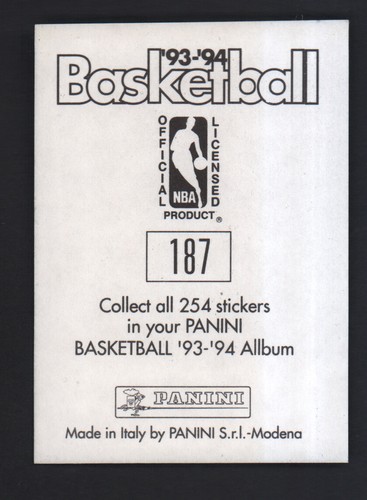 '93-'94
Basketball
OFFICIAL LICENSED
NBA
PRODUCT®
187
Collect all 254 stickers
in your PANINI
BASKETBALL '93-'94 Allbum
PANINI
Made in Italy by PANINI S.r.l.-Modena